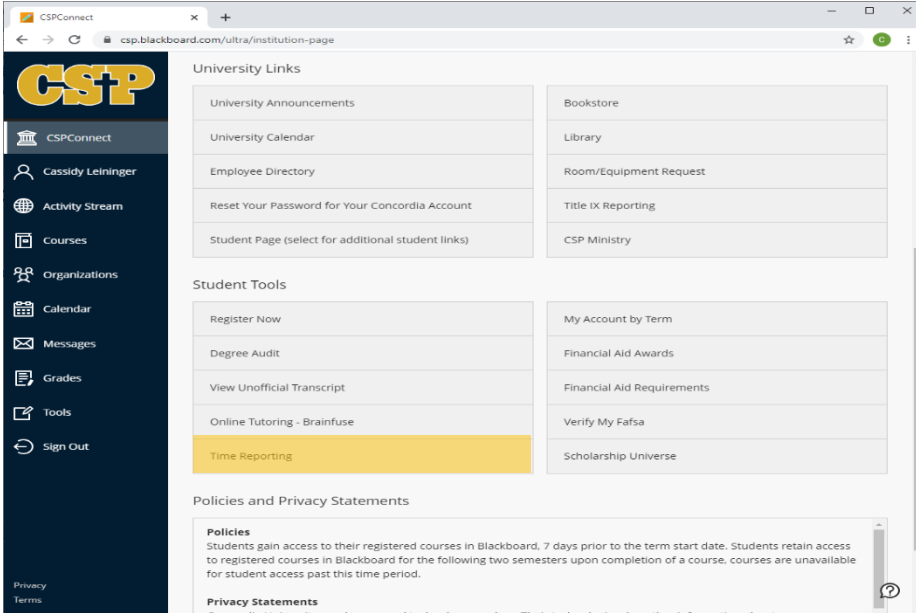 CSPConnect
csp.blackboard.com/ultra/institution-page
C
CSP
CSPConnect
Cassidy Leininger
Activity Stream
Courses
Organizations
Calendar
Messages
Grades
Tools
Sign Out
Privacy
Terms
University Links
University Announcements
Bookstore
University Calendar
Library
Employee Directory
Room/Equipment Request
Reset Your Password for Your Concordia Account
Title IX Reporting
Student Page (select for additional student links)
CSP Ministry
Student Tools
Register Now
My Account by Term
Degree Audit
Financial Aid Awards
View Unofficial Transcript
Financial Aid Requirements
Online Tutoring - Brainfuse
Verify My Fafsa
Time Reporting
Scholarship Universe
Policies and Privacy Statements
Policies
Students gain access to their registered courses in Blackboard, 7 days prior to the term start date. Students retain access
to registered courses in Blackboard for the following two semesters upon completion of a course, courses are unavailable
for student access past this time period.
Privacy Statements